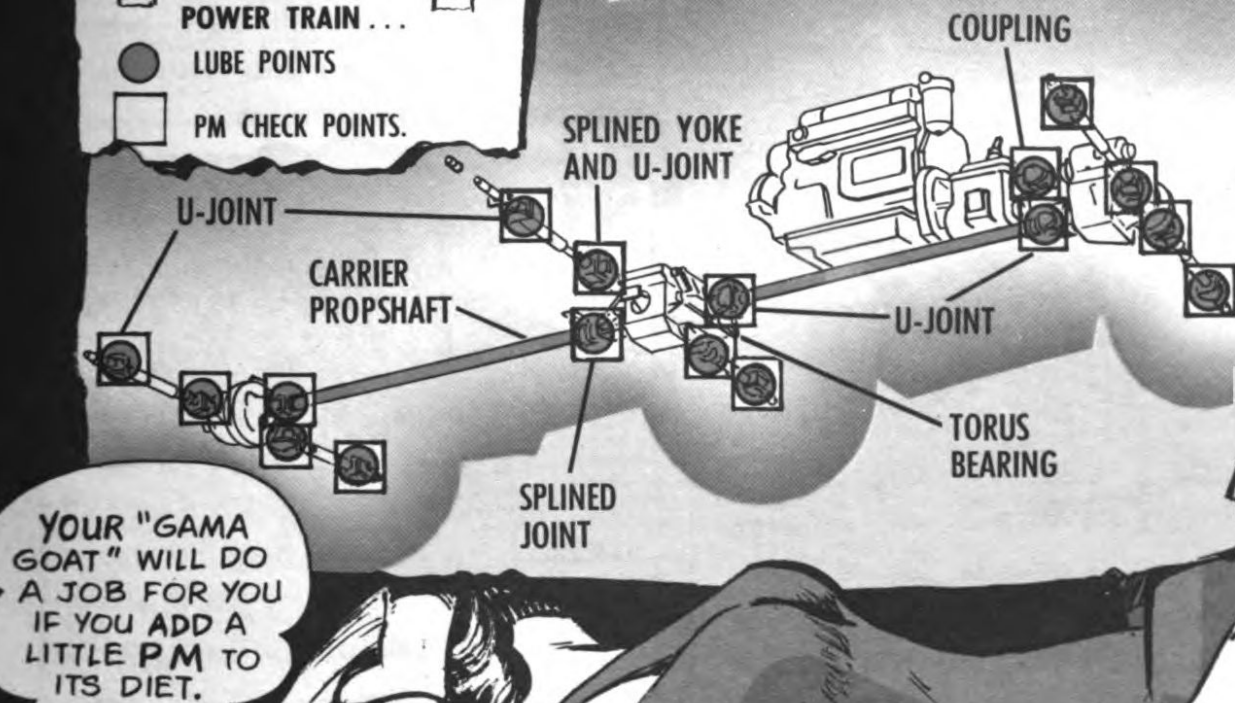 POWER TRAIN...
LUBE POINTS
PM CHECK POINTS.
COUPLING
SPLINED YOKE
AND U-JOINT
U-JOINT
CARRIER
PROPSHAFT
U-JOINT
TORUS
BEARING
SPLINED
JOINT
YOUR "GAMA
GOAT" WILL DO
A JOB FOR YOU
IF YOU ADD A
LITTLE PM TO
ITS DIET.